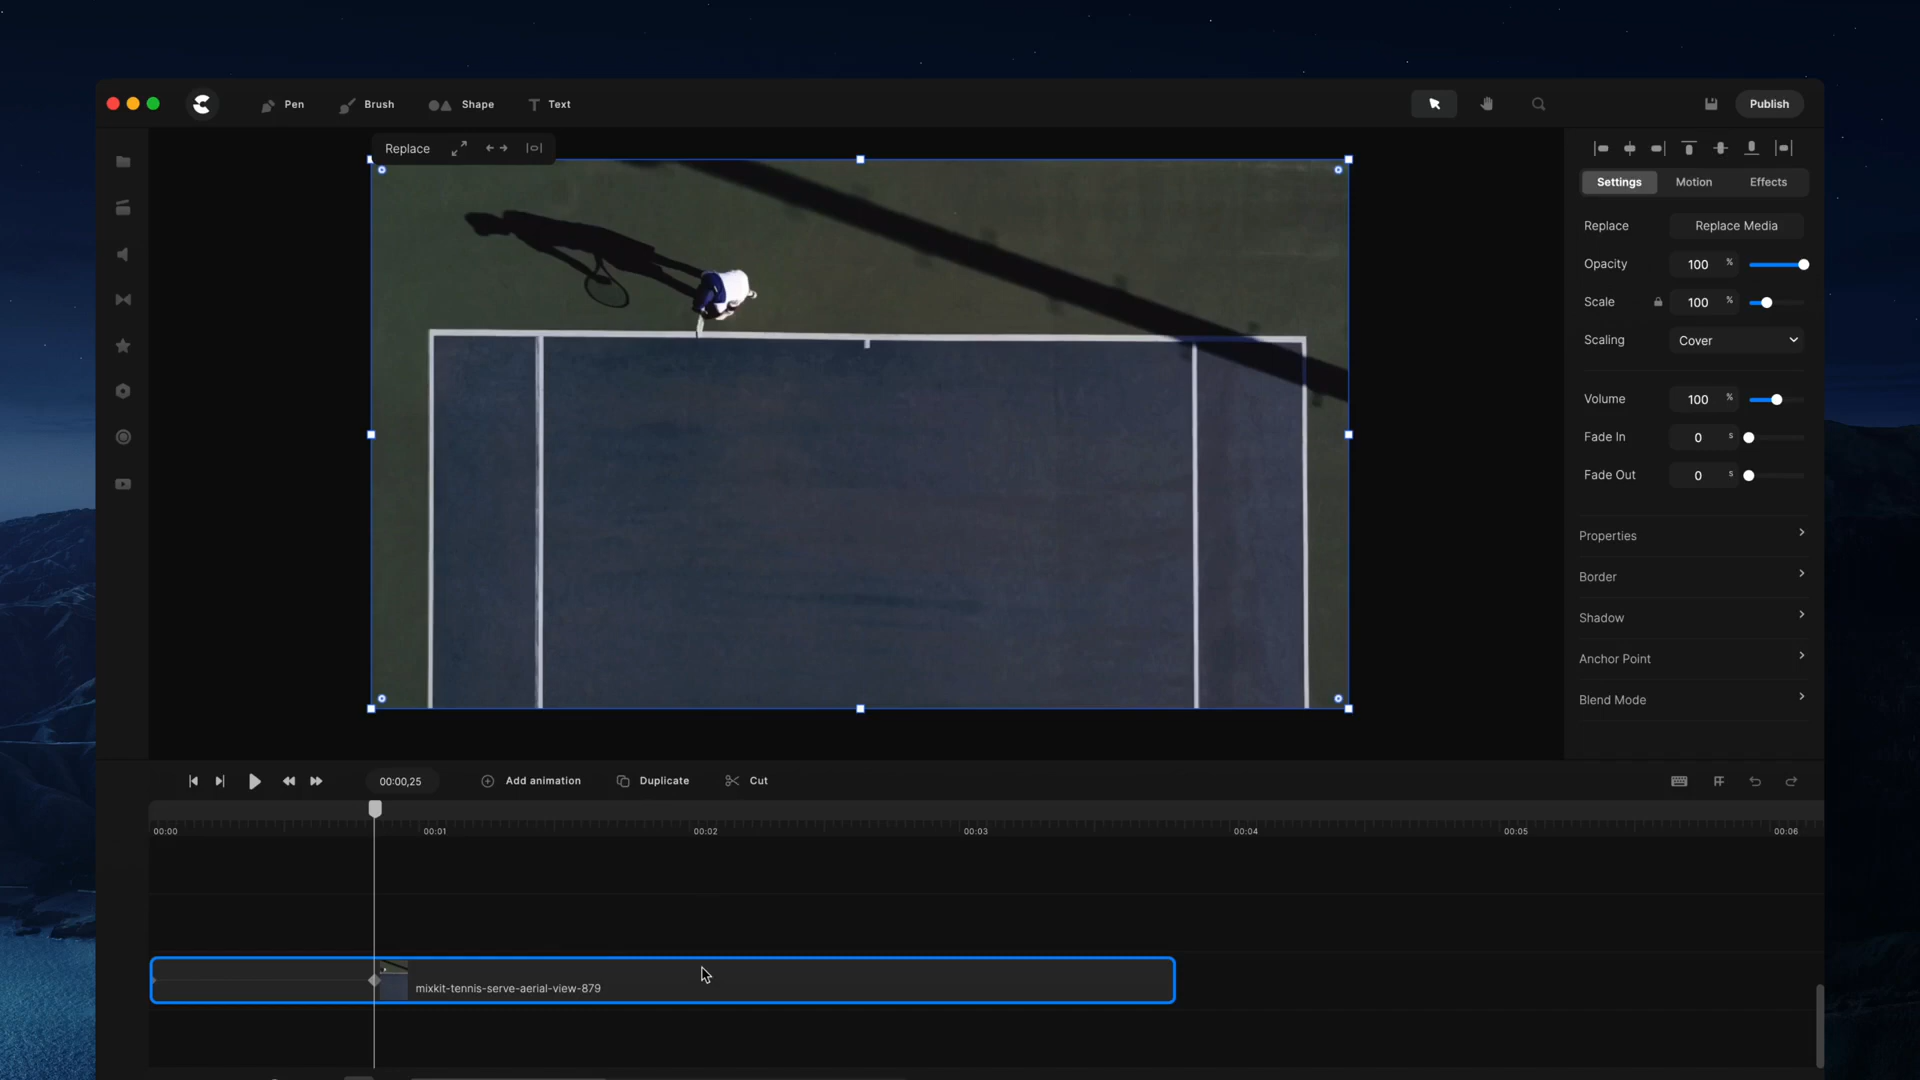 Pen Brush Shape Text Publish
Replace
Settings Motion Effects
Replace Replace Media
Opacity 100 %
Scale 100 %
Scaling Cover
Volume 100 %
Fade In 0 s
Fade Out 0 s
Properties
Border
Shadow
Anchor Point
Blend Mode
00:00,25 Add animation Duplicate Cut
00:00 00:01 00:02 00:03 00:04 00:05 00:06
mixkit-tennis-serve-aerial-view-879